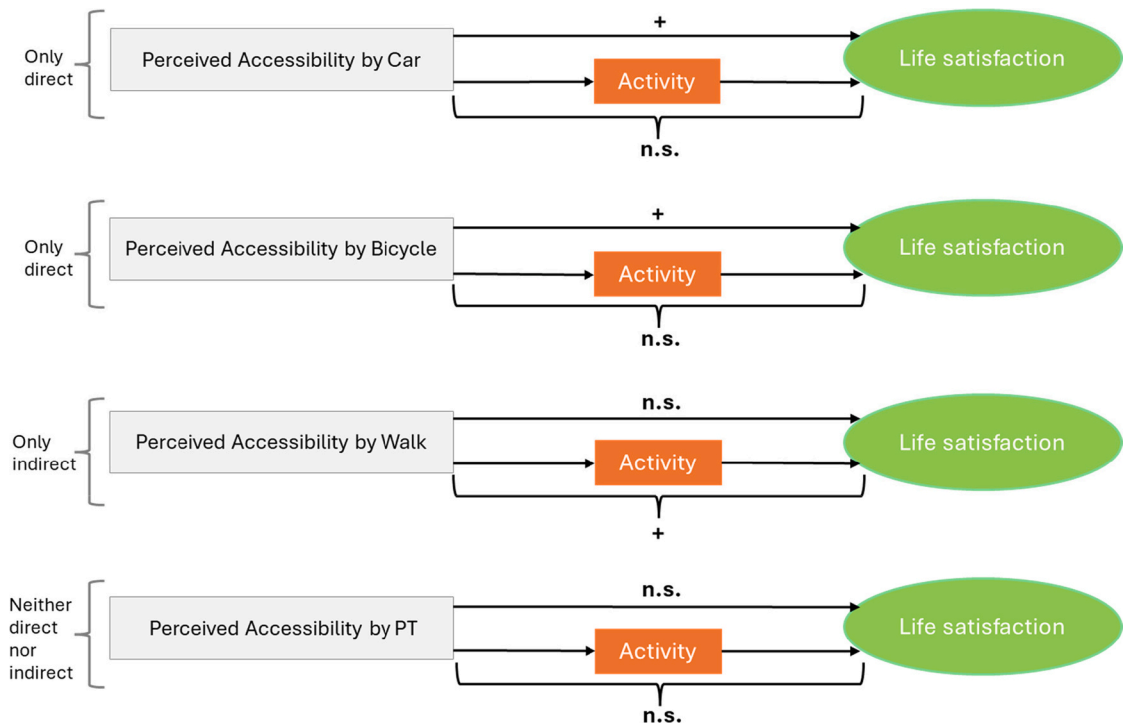 +
Only
direct
Perceived Accessibility by Car
Life satisfaction
Activity
n.s.
+
Only
direct
Perceived Accessibility by Bicycle
Life satisfaction
Activity
n.s.
n.s.
Only
indirect
Perceived Accessibility by Walk
Life satisfaction
Activity
+
n.s.
Neither
direct
nor
indirect
Perceived Accessibility by PT
Life satisfaction
Activity
n.s.